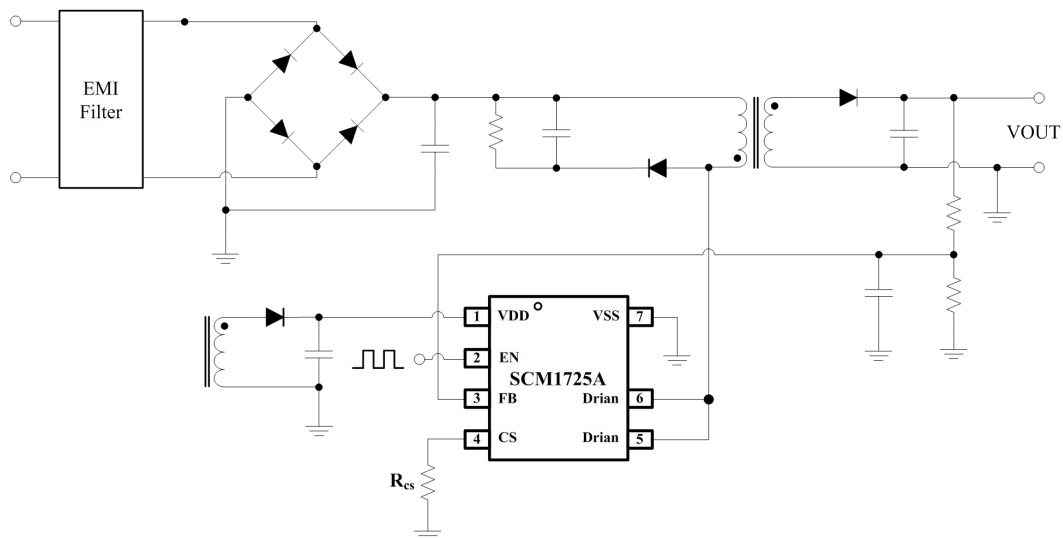 EMI
Filter
VOUT
1 VDD
VSS 7
2 EN
SCM1725A
3 FB
Drian 6
4 CS
Drian 5
Rcs